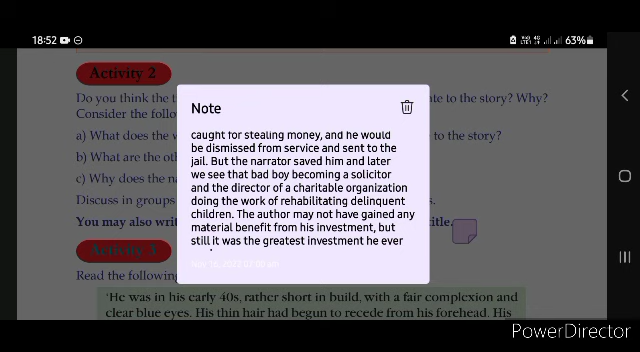 18:52
63%
Activity 2
Do you think the t
te to the story? Why?
Consider the follo
a) What does the w
to the story?
b) What are the oth
c) Why does the na
Discuss in groups
s.
You may also writ
title.
Note
caught for stealing money, and he would
be dismissed from service and sent to the
jail. But the narrator saved him and later
we see that bad boy becoming a solicitor
and the director of a charitable organization
doing the work of rehabilitating delinquent
children. The author may not have gained any
material benefit from his investment, but
still it was the greatest investment he ever
Activity 3
Read the following
'He was in his early 40s, rather short in build, with a fair complexion and
clear blue eyes. His thin hair had begun to recede from his forehead. His
PowerDirector